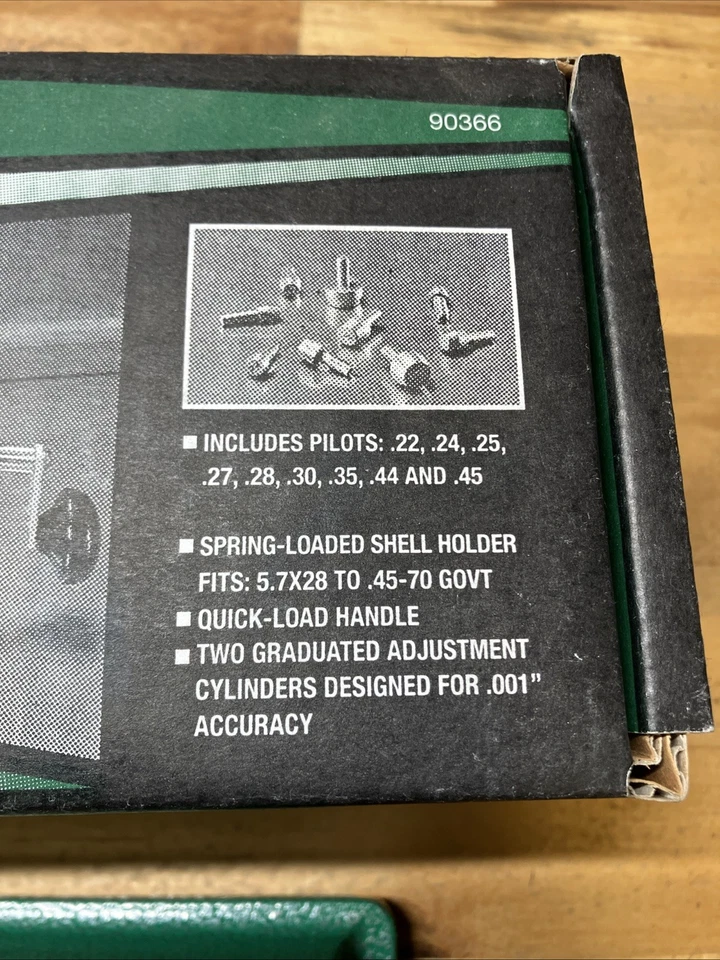 90366
INCLUDES PILOTS: .22, .24, .25,
.27, .28, .30, .35, .44 AND .45
SPRING-LOADED SHELL HOLDER
FITS: 5.7X28 TO .45-70 GOVT
QUICK-LOAD HANDLE
TWO GRADUATED ADJUSTMENT
CYLINDERS DESIGNED FOR .001”
ACCURACY